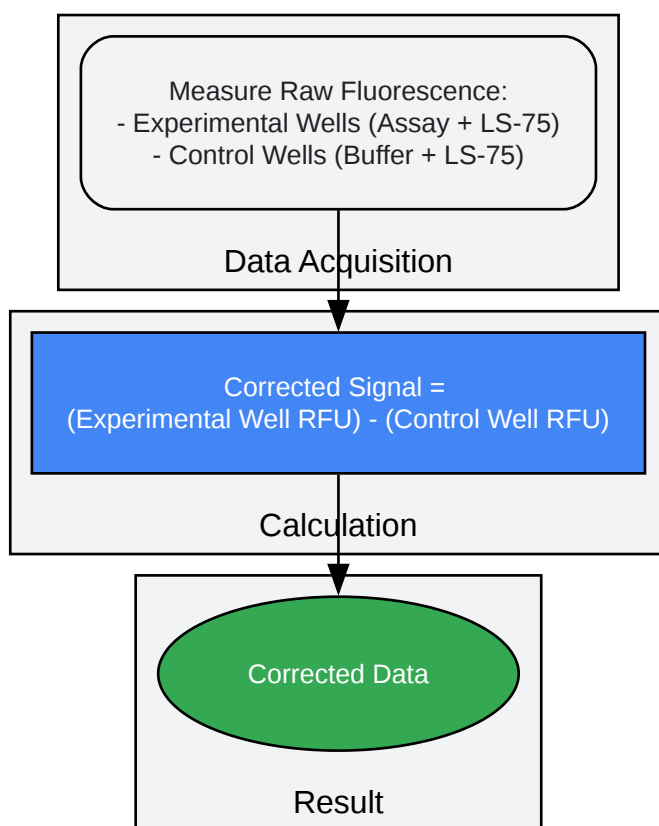 Measure Raw Fluorescence:
- Experimental Wells (Assay + LS-75)
- Control Wells (Buffer + LS-75)
Data Acquisition
Corrected Signal =
(Experimental Well RFU) - (Control Well RFU)
Calculation
Corrected Data
Result